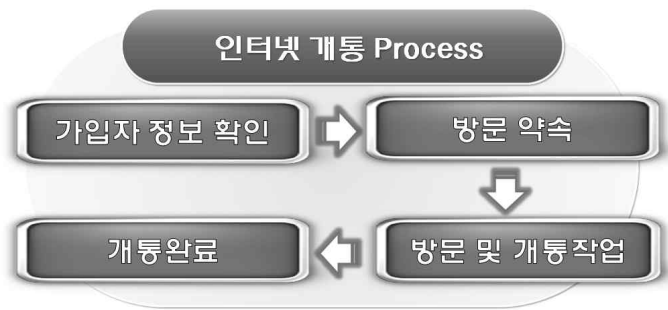 인터넷 개통 Process
가입자 정보 확인
방문 약속
방문 및 개통작업
개통완료